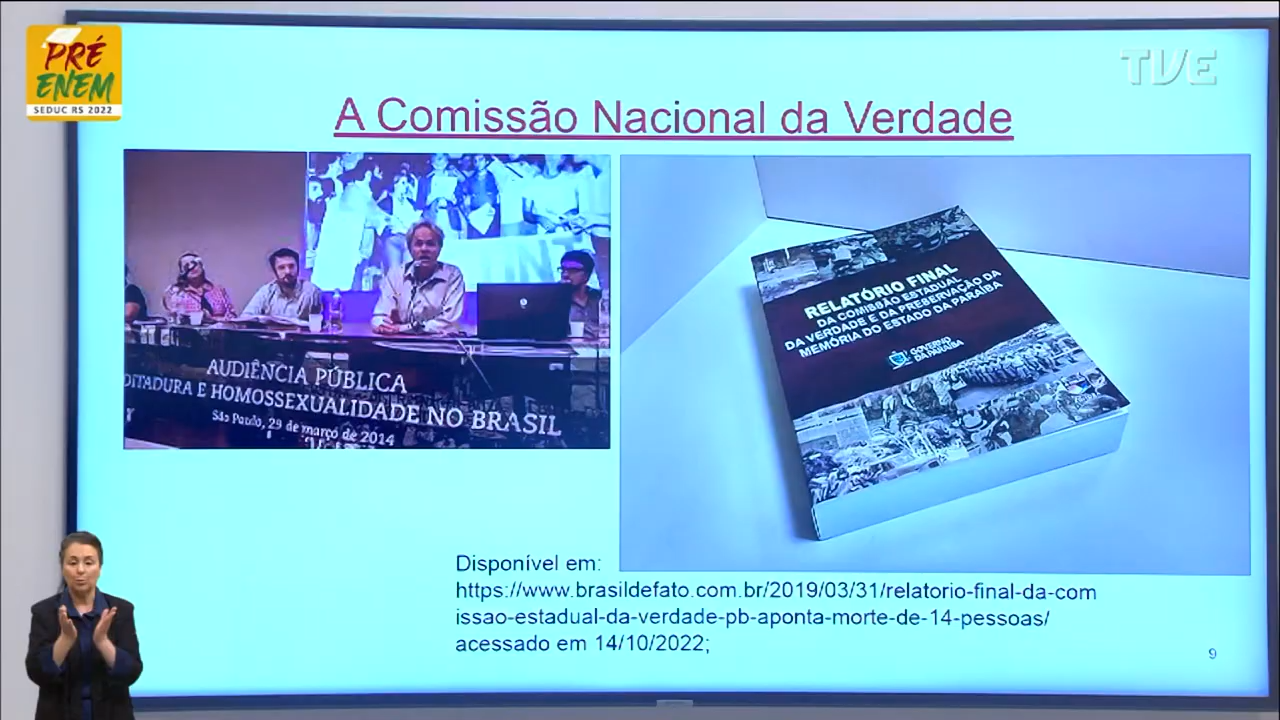 PRÉ
ENEM
SEDUC RS 2022
TVE
A Comissão Nacional da Verdade
AUDIÊNCIA PÚBLICA
DITADURA E HOMOSSEXUALIDADE NO BRASIL
São Paulo, 29 de março de 2014
RELATÓRIO FINAL
DA COMISSÃO ESTADUAL
DA VERDADE E DA PRESERVAÇÃO DA
MEMÓRIA DO ESTADO DA PARAÍBA
GOVERNO
DA PARAÍBA
Disponível em:
https://www.brasildefato.com.br/2019/03/31/relatorio-final-da-com
issao-estadual-da-verdade-pb-aponta-morte-de-14-pessoas/
acessado em 14/10/2022;
9